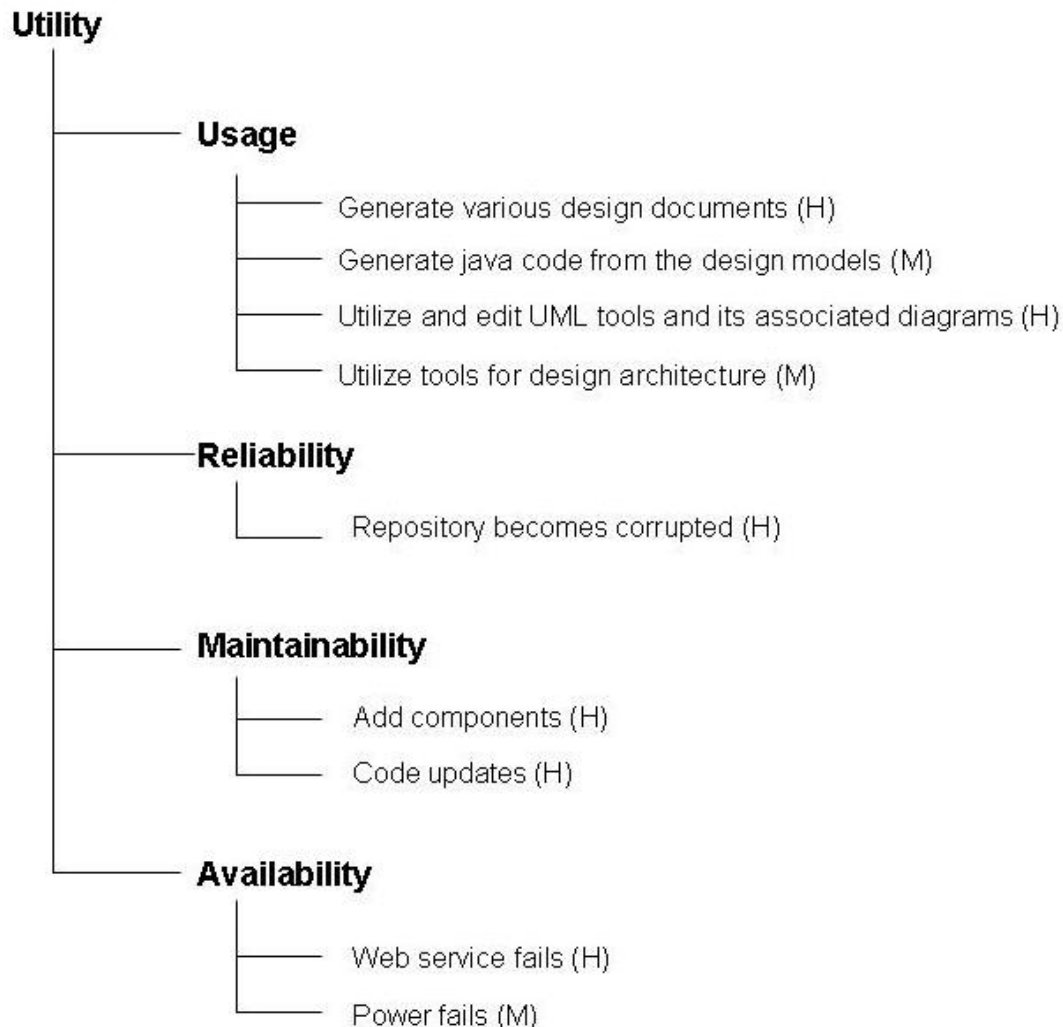 Utility
Usage
Generate various design documents (H)
Generate java code from the design models (M)
Utilize and edit UML tools and its associated diagrams (H)
Utilize tools for design architecture (M)
Reliability
Repository becomes corrupted (H)
Maintainability
Add components (H)
Code updates (H)
Availability
Web service fails (H)
Power fails (M)